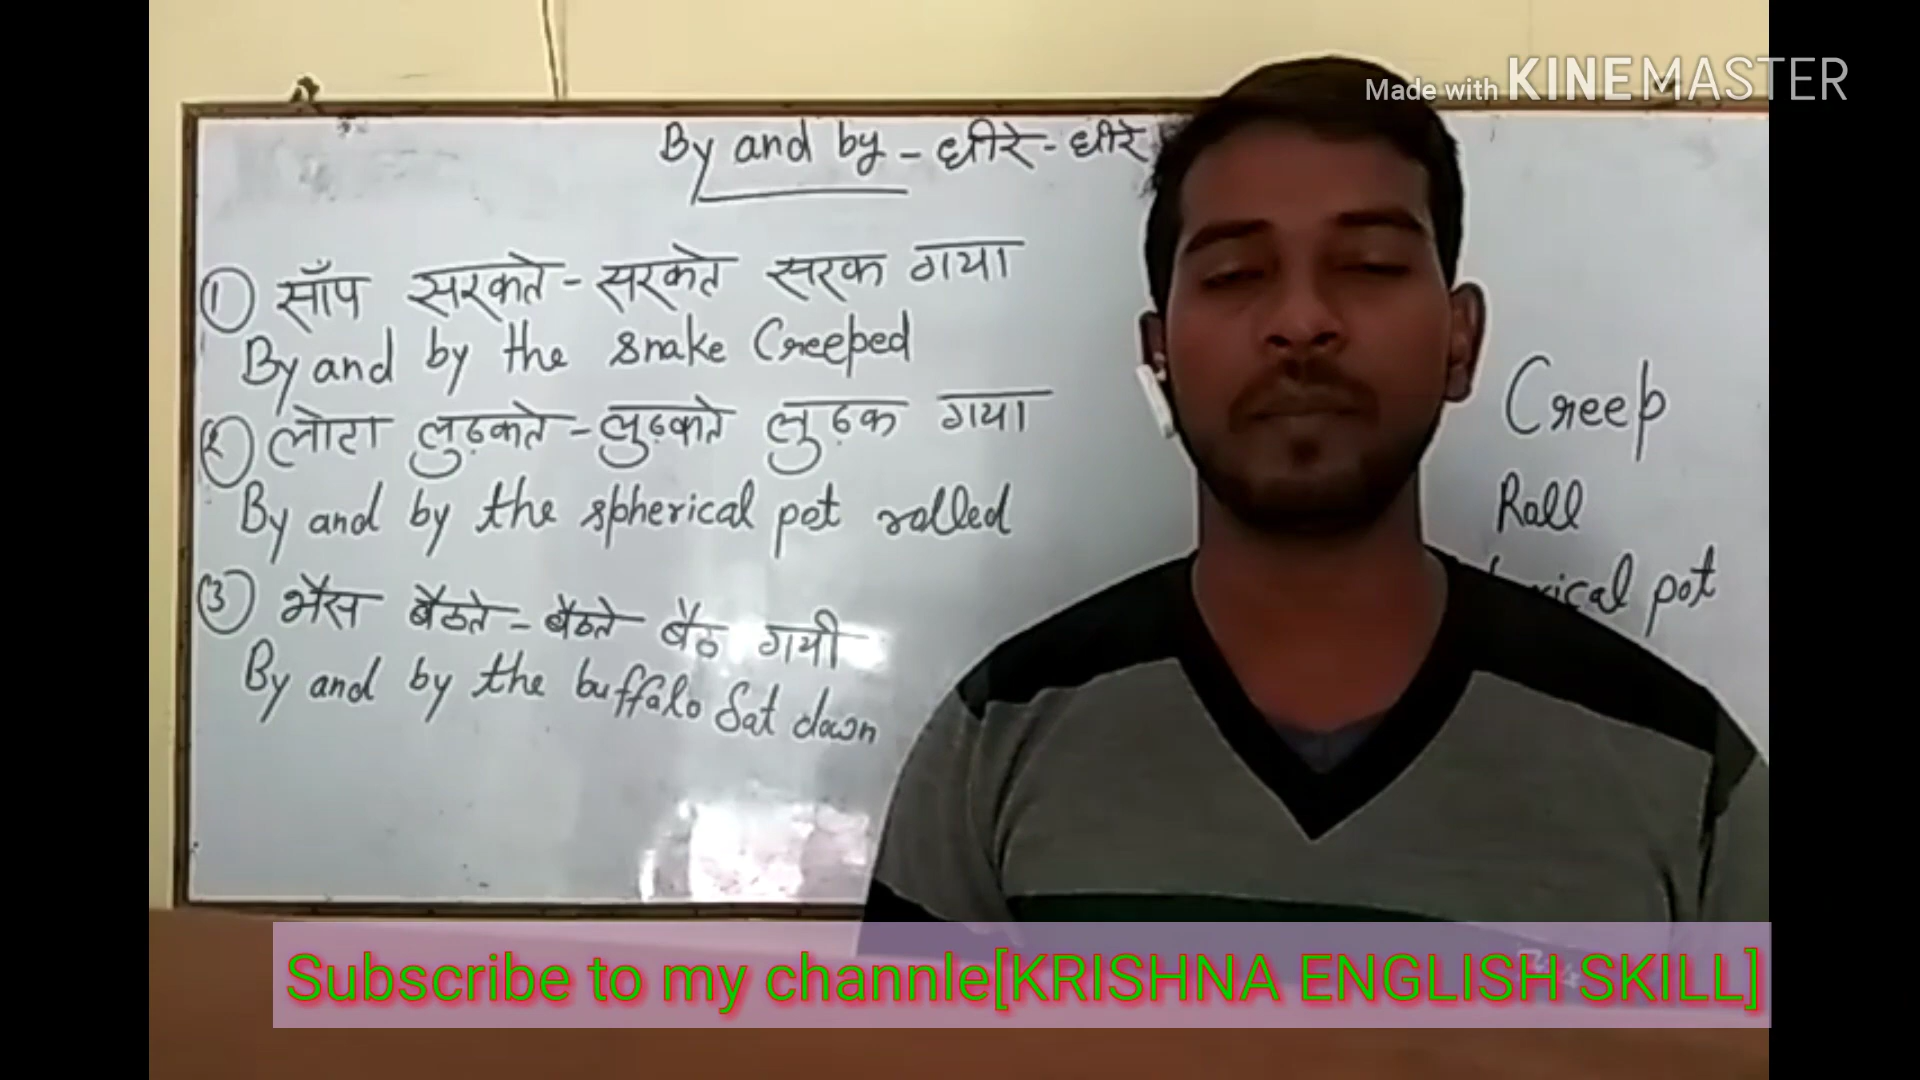 Made with KINEMASTER
By and by - धीरे-धीरे
① साँप सरकते-सरकते सरक गया
By and by the snake Creeped
② लोटा लुढ़कते-लुढ़कते लुढ़क गया
By and by the spherical pot rolled
③ भैस बैठते-बैठते बैठ गयी
By and by the buffalo Sat down
Creep
Roll
pot
Subscribe to my channle[KRISHNA ENGLISH SKILL]